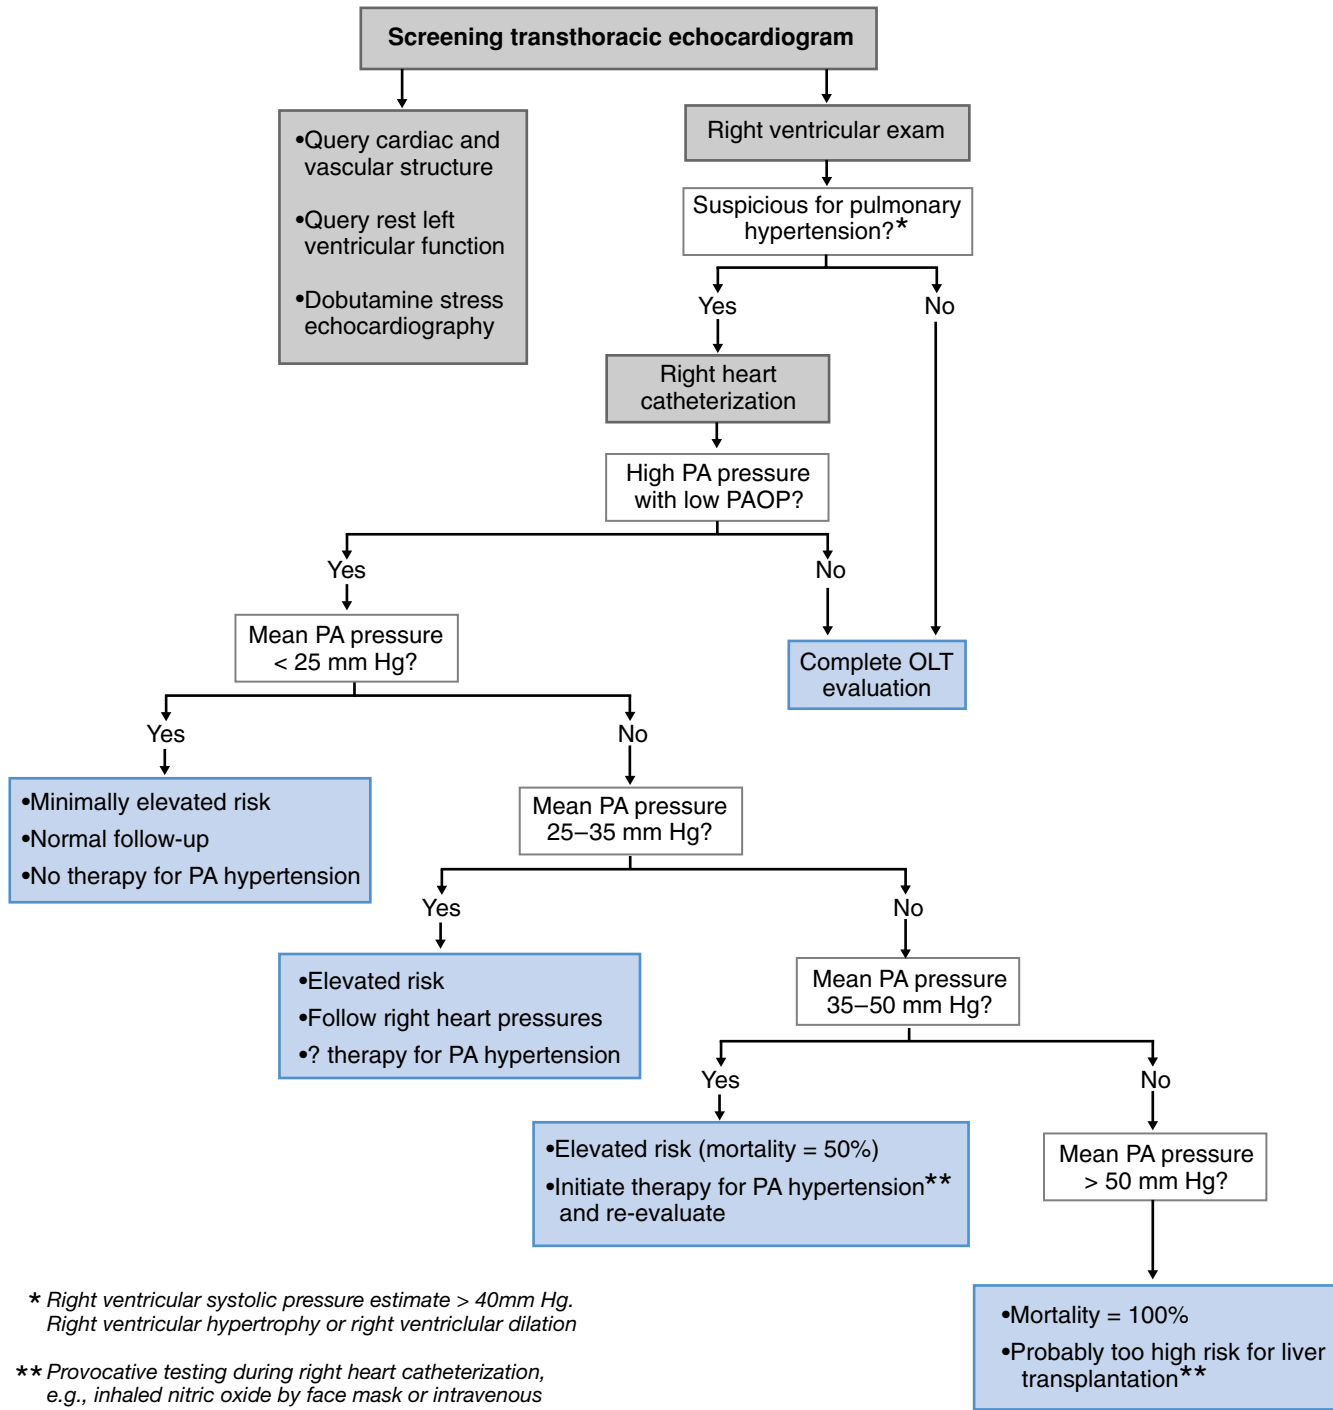 Screening transthoracic echocardiogram
•Query cardiac and
vascular structure
•Query rest left
ventricular function
•Dobutamine stress
echocardiography
Right ventricular exam
Suspicious for pulmonary
hypertension?*
Yes
No
Right heart
catheterization
High PA pressure
with low PAOP?
Yes
No
Mean PA pressure
< 25 mm Hg?
Complete OLT
evaluation
Yes
No
•Minimally elevated risk
•Normal follow-up
•No therapy for PA hypertension
Mean PA pressure
25–35 mm Hg?
Yes
No
•Elevated risk
•Follow right heart pressures
•? therapy for PA hypertension
Mean PA pressure
35–50 mm Hg?
Yes
No
•Elevated risk (mortality = 50%)
•Initiate therapy for PA hypertension**
and re-evaluate
Mean PA pressure
> 50 mm Hg?
•Mortality = 100%
•Probably too high risk for liver
transplantation**
* Right ventricular systolic pressure estimate > 40mm Hg.
Right ventricular hypertrophy or right ventriclular dilation
** Provocative testing during right heart catheterization,
e.g., inhaled nitric oxide by face mask or intravenous